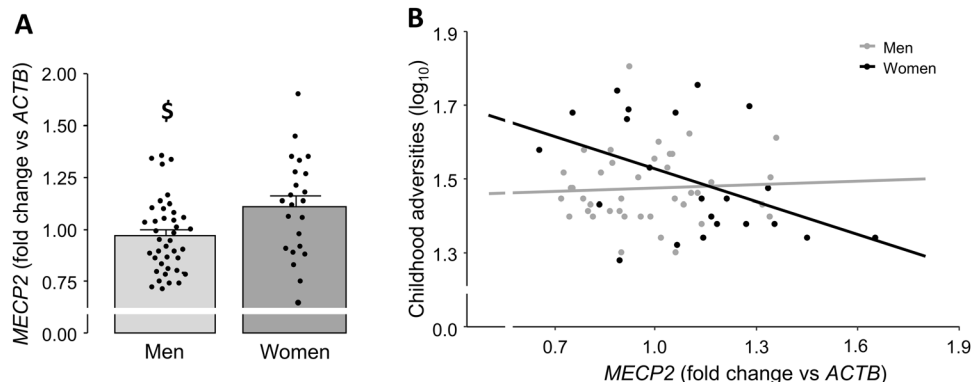 A
MECP2 (fold change vs ACTB)
2.00
1.50
1.25
1.00
0.75
0.00
$
Men
Women
B
Childhood adversities (log10)
1.9
1.7
1.5
1.3
0.0
Men
Women
0.7
1.0
1.3
1.6
1.9
MECP2 (fold change vs ACTB)